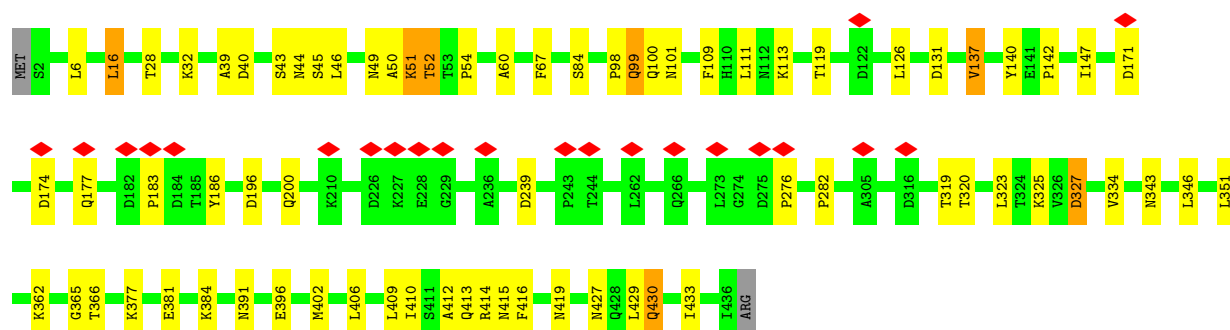 MET S2 L6 L16 T28 K32 A39 D40 S43 N44 S45 L46 N49 A50 K51 T52 T53 P54 A60 F67 S84 P98 Q99 Q100 N101 F109 H110 L111 N112 K113 T119 D122 L126 D131 V137 Y140 E141 P142 I147 D171
D174 Q177 D182 P183 D184 T185 Y186 D196 Q200 K210 D226 K227 E228 G229 A236 D239 P243 T244 L262 Q266 L273 G274 D275 P276 P282 A305 D316 T319 T320 L323 T324 K325 V326 D327 V334 N343 L346 L351
K362 G365 T366 K377 E381 K384 N391 E396 M402 L406 L409 I410 S411 A412 Q413 R414 N415 F416 N419 N427 Q428 L429 Q430 I433 I436 ARG